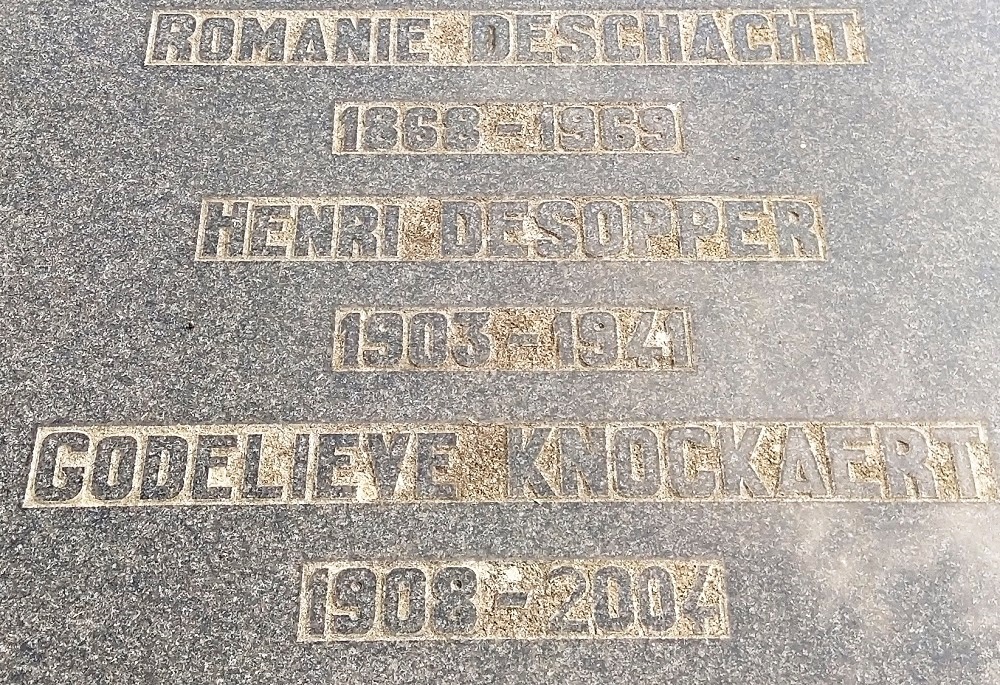 ROMANIE DESCHACHT
1868 - 1969
HENRI DESOPPER
1903 - 1941
GODELIEVE KNOCKAERT
1908 - 2004